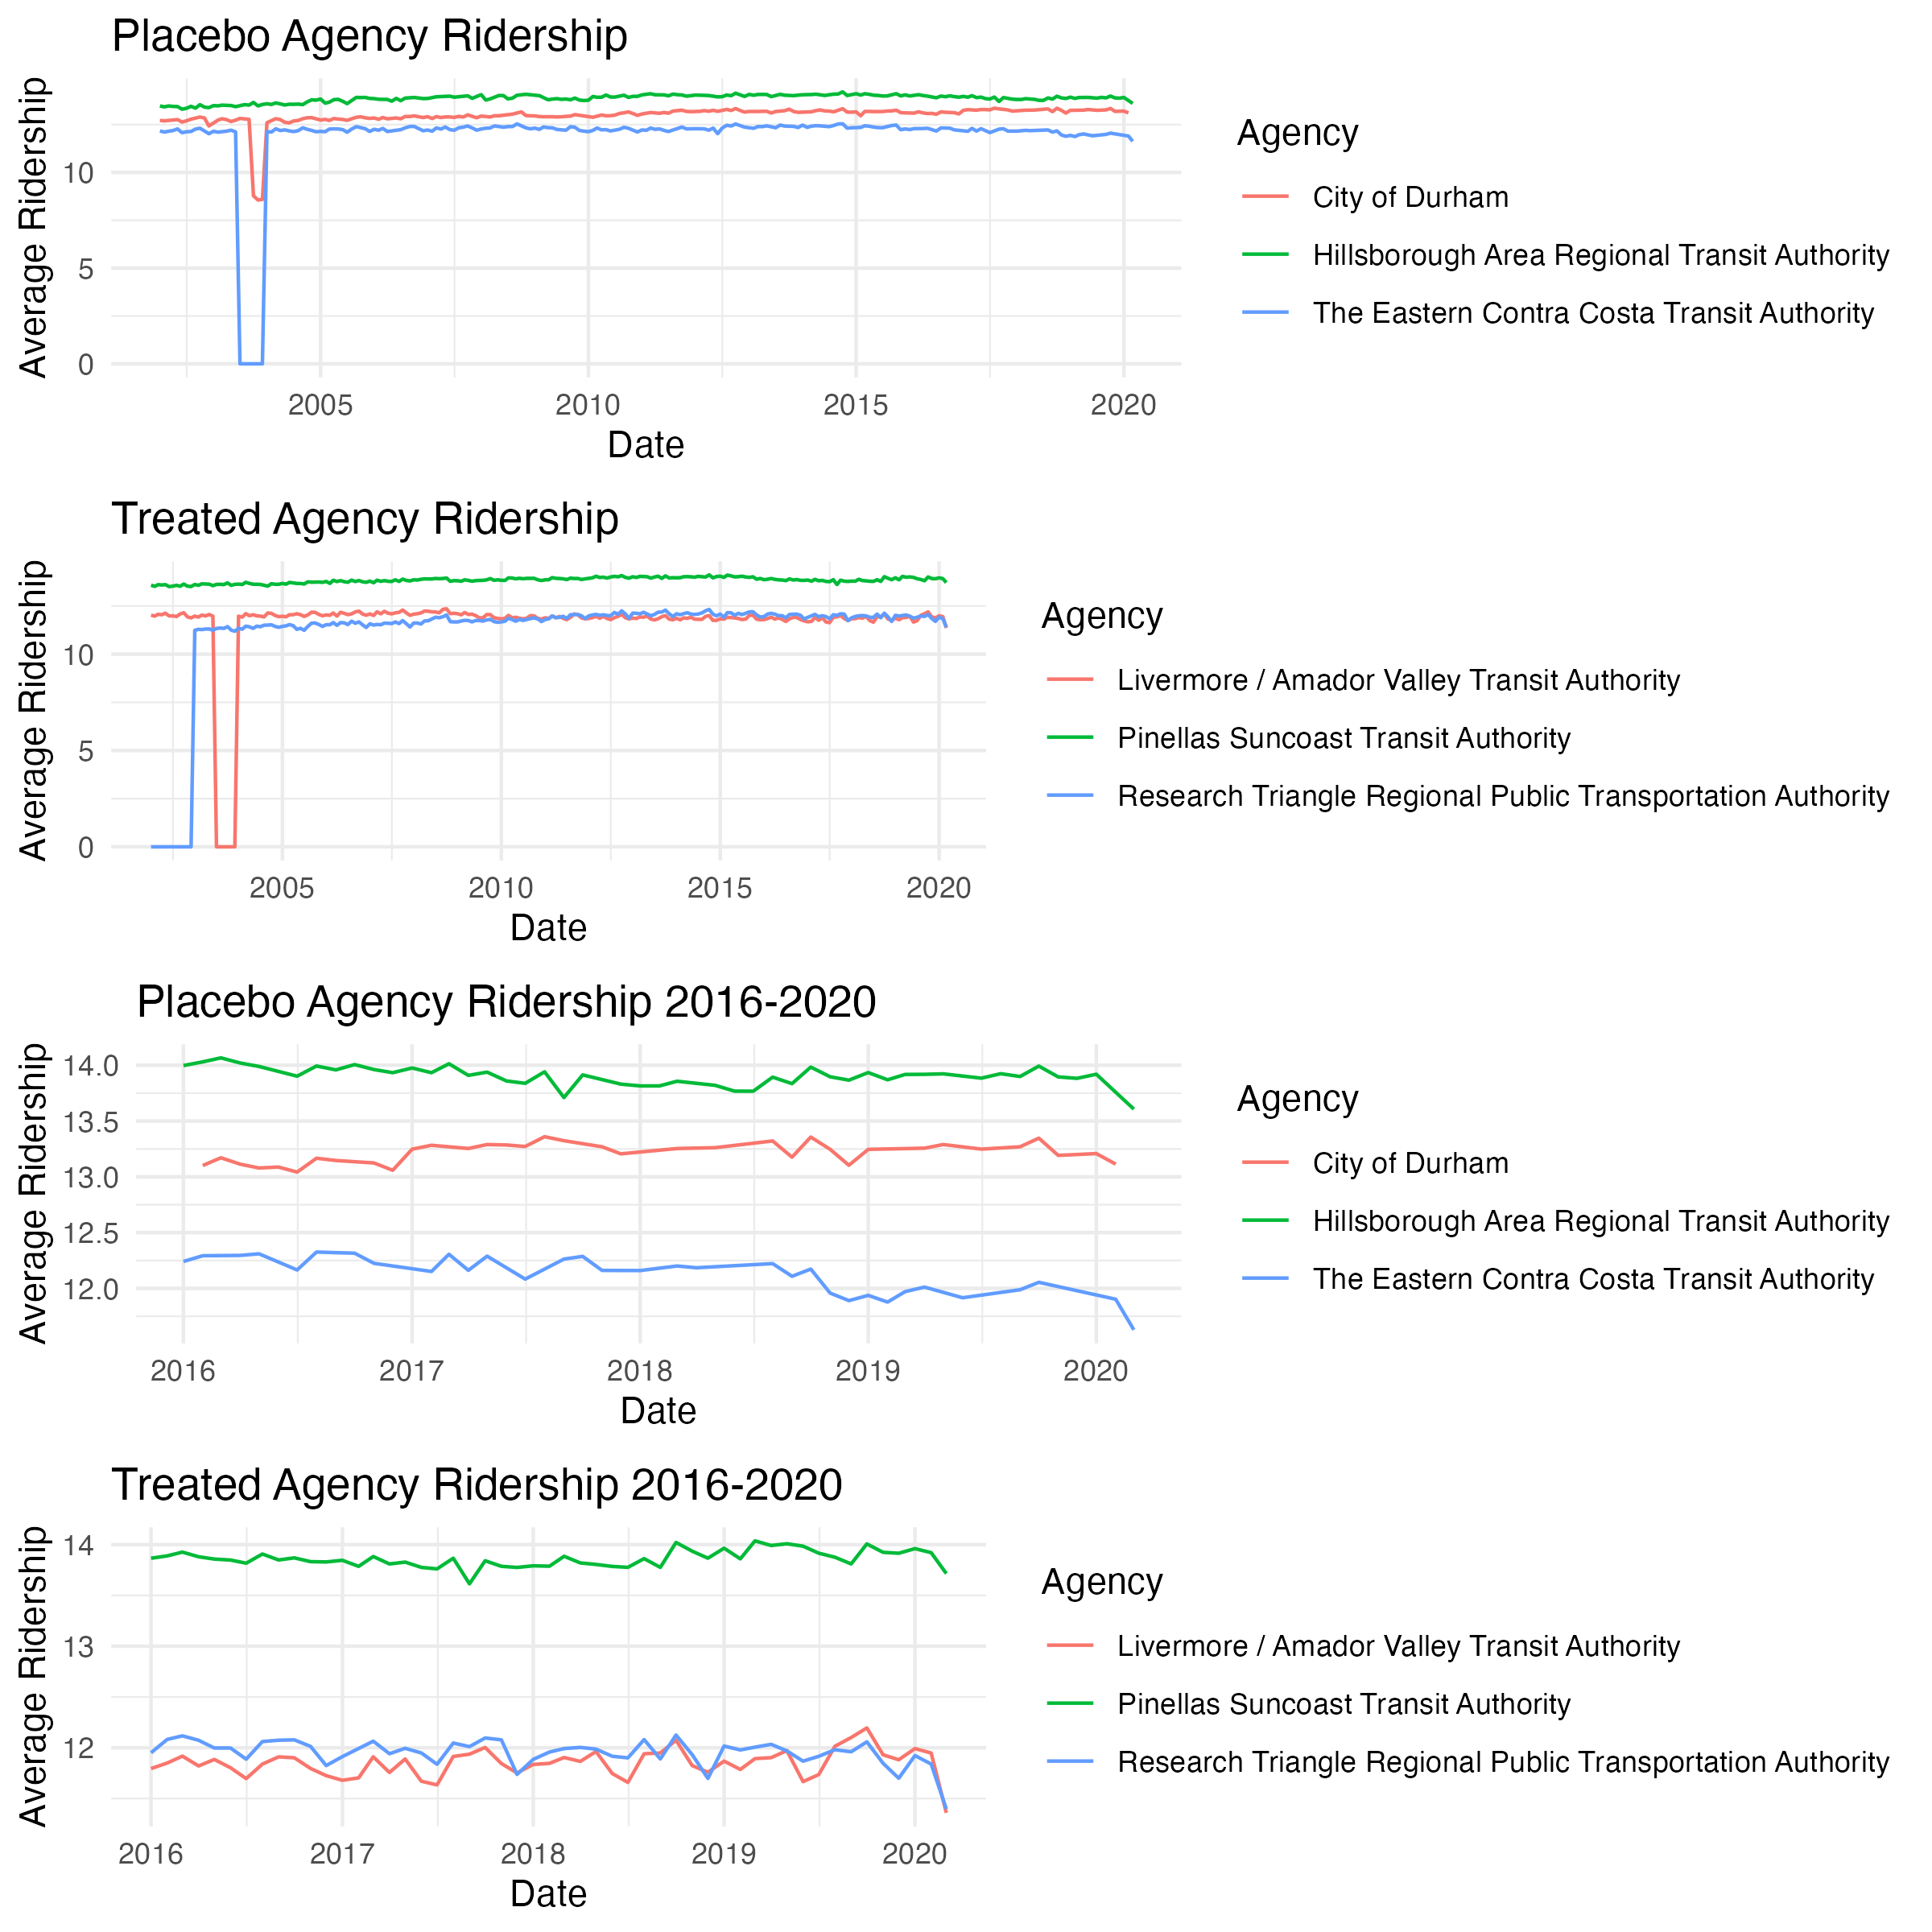 Placebo Agency Ridership
Average Ridership
10
5
0
2005 2010 2015 2020
Date
Agency
City of Durham
Hillsborough Area Regional Transit Authority
The Eastern Contra Costa Transit Authority
Treated Agency Ridership
Average Ridership
10
5
0
2005 2010 2015 2020
Date
Agency
Livermore / Amador Valley Transit Authority
Pinellas Suncoast Transit Authority
Research Triangle Regional Public Transportation Authority
Placebo Agency Ridership 2016-2020
Average Ridership
14.0
13.5
13.0
12.5
12.0
2016 2017 2018 2019 2020
Date
Agency
City of Durham
Hillsborough Area Regional Transit Authority
The Eastern Contra Costa Transit Authority
Treated Agency Ridership 2016-2020
Average Ridership
14
13
12
2016 2017 2018 2019 2020
Date
Agency
Livermore / Amador Valley Transit Authority
Pinellas Suncoast Transit Authority
Research Triangle Regional Public Transportation Authority